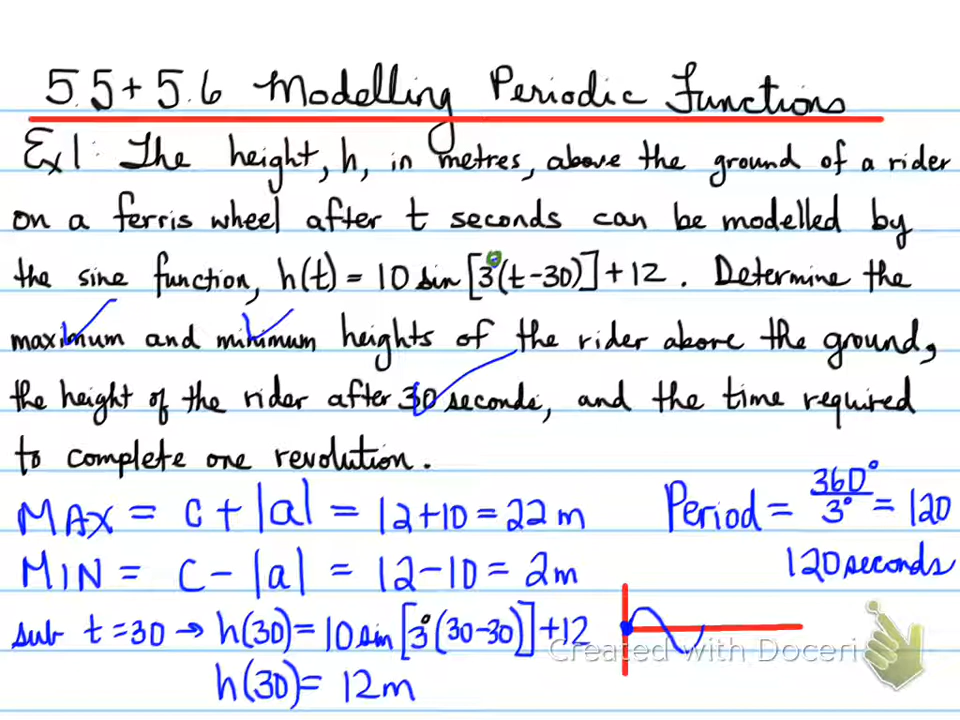 5.5 + 5.6 Modelling Periodic Functions
Ex1: The height, h, in metres, above the ground of a rider
on a ferris wheel after t seconds can be modelled by
the sine function, h(t) = 10 sin [3°(t-30)] + 12. Determine the
maximum and minimum heights of the rider above the ground,
the height of the rider after 30 seconds, and the time required
to complete one revolution.
MAX = c + |a| = 12+10 = 22m
Period = 360°/3° = 120
MIN = c - |a| = 12-10 = 2m
120 seconds
sub t=30 → h(30) = 10 sin [3°(30-30)] + 12
h(30) = 12m
Created with Doceri